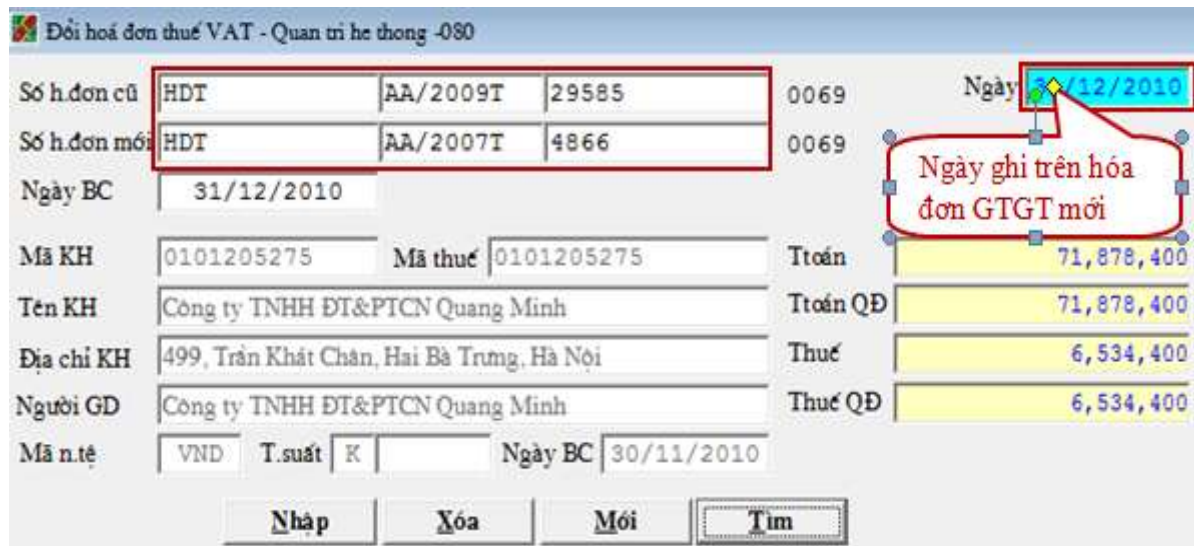 Đổi hoá đơn thuế VAT - Quan tri he thong -080
Số h.đơn cũ HDT AA/2009T 29585 0069 Ngày /12/2010
Số h.đơn mới HDT AA/2007T 4866 0069
Ngày ghi trên hóa
đơn GTGT mới
Ngày BC 31/12/2010
Mã KH 0101205275 Mã thuế 0101205275 Ttoán 71,878,400
Tên KH Công ty TNHH ĐT&PTCN Quang Minh Ttoán QĐ 71,878,400
Địa chỉ KH 499, Trần Khát Chân, Hai Bà Trưng, Hà Nội Thuế 6,534,400
Người GD Công ty TNHH ĐT&PTCN Quang Minh Thuế QĐ 6,534,400
Mã n.tệ VND T.suất K Ngày BC 30/11/2010
Nhập Xóa Mới Tìm